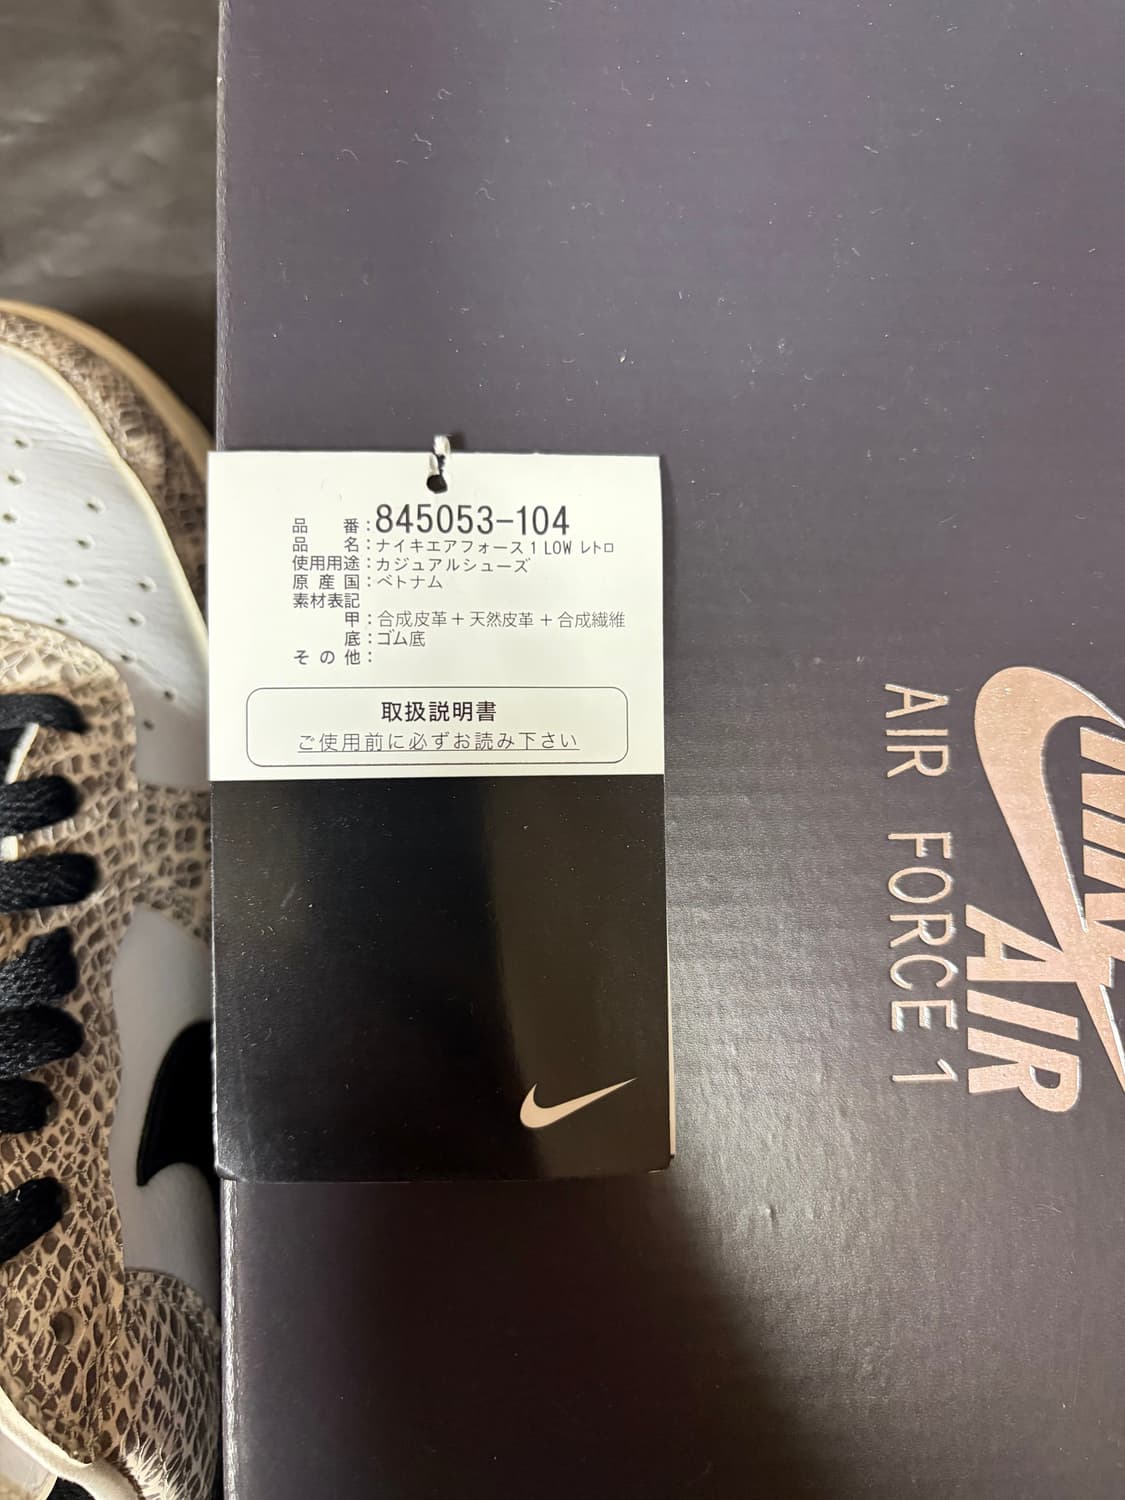 品番:845053-104
品名:ナイキエアフォース1 LOW レトロ
使用用途:カジュアルシューズ
原産国:ベトナム
素材表記
甲:合成皮革+天然皮革+合成繊維
底:ゴム底
その他:
取扱説明書
ご使用前に必ずお読み下さい
NIKE
AIR
AIR FORCE 1